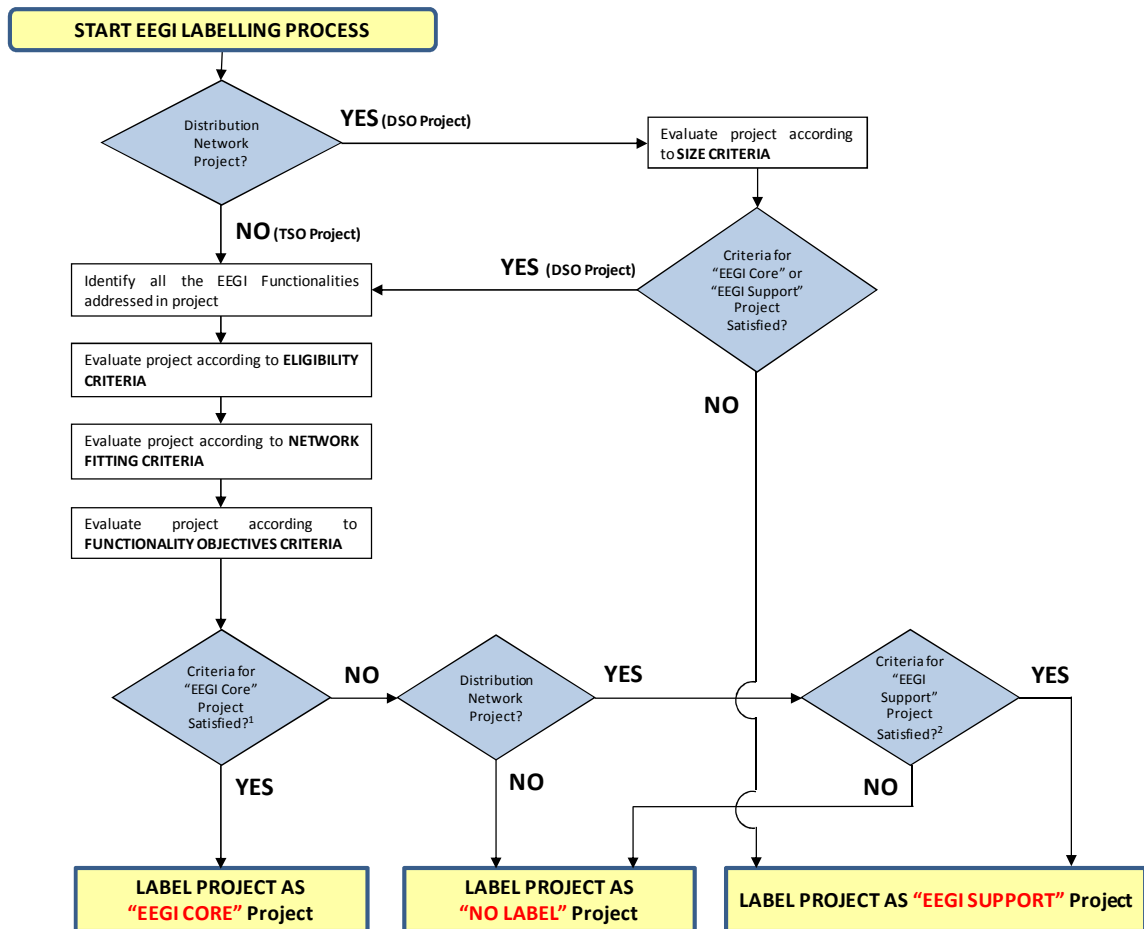 START EEGI LABELLING PROCESS
Distribution
Network
Project?
YES (DSO Project)
Evaluate project according
to SIZE CRITERIA
NO (TSO Project)
Criteria for
“EEGI Core” or
“EEGI Support”
Project
Satisfied?
YES (DSO Project)
Identify all the EEGI Functionalities
addressed in project
Evaluate project according to ELIGIBILITY
CRITERIA
NO
Evaluate project according to NETWORK
FITTING CRITERIA
Evaluate project according to
FUNCTIONALITY OBJECTIVES CRITERIA
Criteria for
“EEGI Core”
Project
Satisfied?1
NO
Distribution
Network
Project?
YES
Criteria for
“EEGI
Support”
Project
Satisfied?2
YES
YES
NO
NO
LABEL PROJECT AS
“EEGI CORE” Project
LABEL PROJECT AS
“NO LABEL” Project
LABEL PROJECT AS “EEGI SUPPORT” Project